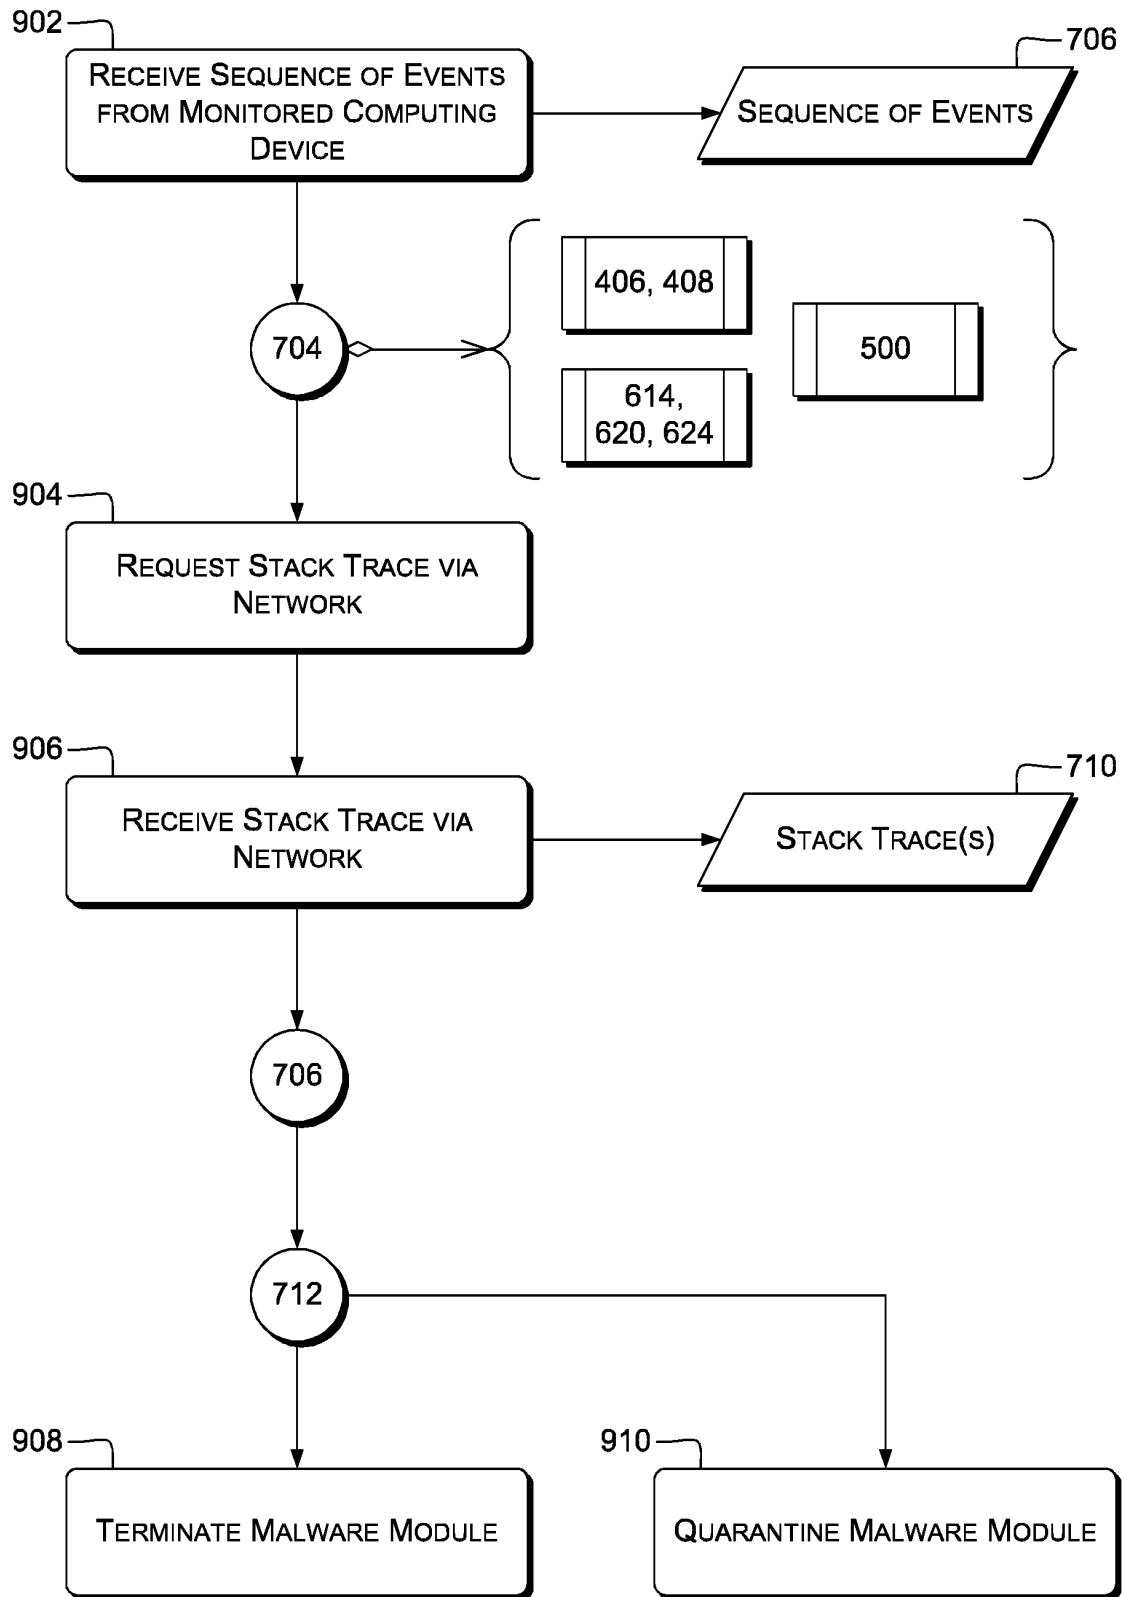 902
RECEIVE SEQUENCE OF EVENTS
FROM MONITORED COMPUTING
DEVICE
706
SEQUENCE OF EVENTS
704
406, 408
614,
620, 624
500
904
REQUEST STACK TRACE VIA
NETWORK
906
RECEIVE STACK TRACE VIA
NETWORK
710
STACK TRACE(S)
706
712
908
TERMINATE MALWARE MODULE
910
QUARANTINE MALWARE MODULE